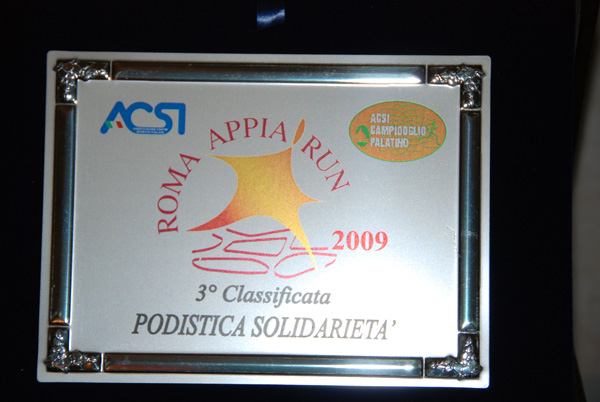 ACSI
ROMA APPIA RUN
ACSI
CAMPIDOGLIO
PALATINO
2009
3° Classificata
PODISTICA SOLIDARIETA'